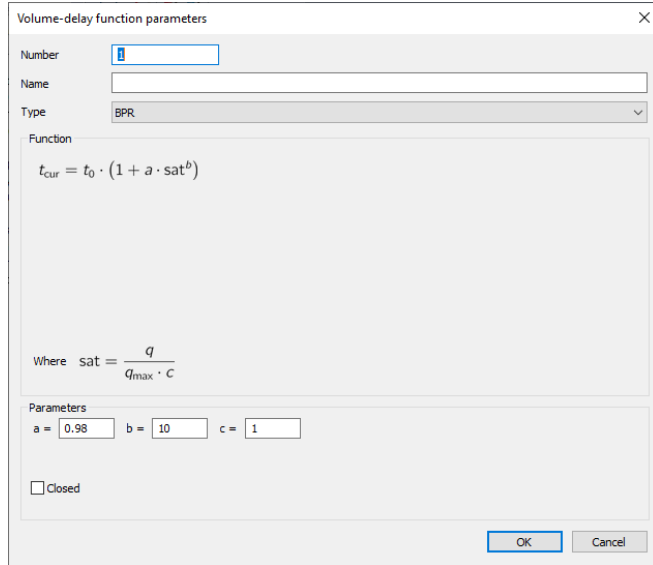 Volume-delay function parameters
Number 1
Name
Type BPR
Function
t_cur = t_0 · (1 + a · sat^b)
Where sat = q / (q_max · c)
Parameters
a = 0.98 b = 10 c = 1
Closed
OK Cancel